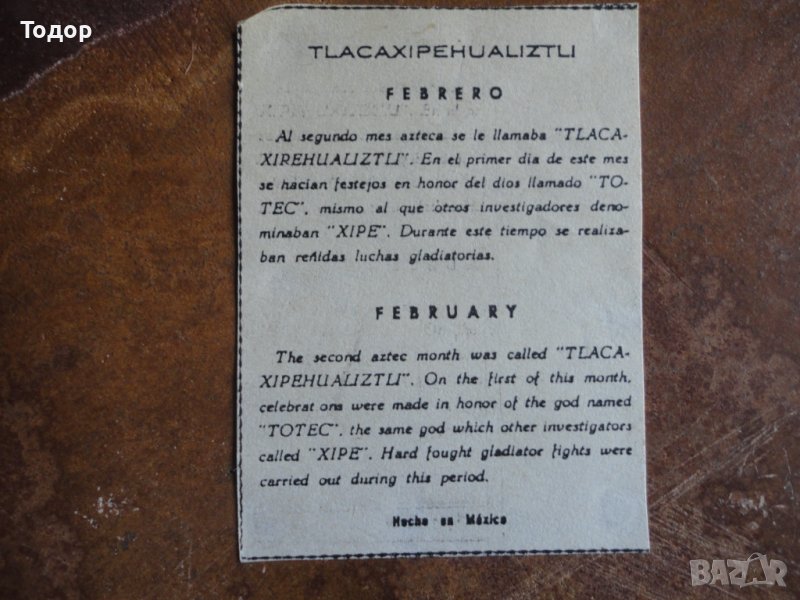 Todor
TLACAXIPEHUALIZTLI
FEBRERO
Al segundo mes azteca se le llamaba "TLACA-
XIREHUALIZTLI". En el primer dia de este mes
se hacían festejos en honor del dios llamado "TO-
TEC", mismo al que otros investigadores deno-
minaban "XIPE". Durante este tiempo se realiza-
ban reñidas luchas gladiatorias.
FEBRUARY
The second aztec month was called "TLACA-
XIPEHUALIZTLI". On the first of this month,
celebrat ons were made in honor of the god named
"TOTEC", the same god which other investigators
called "XIPE". Hard fought gladiator fights were
carried out during this period.
Hecho en México
BAZAR